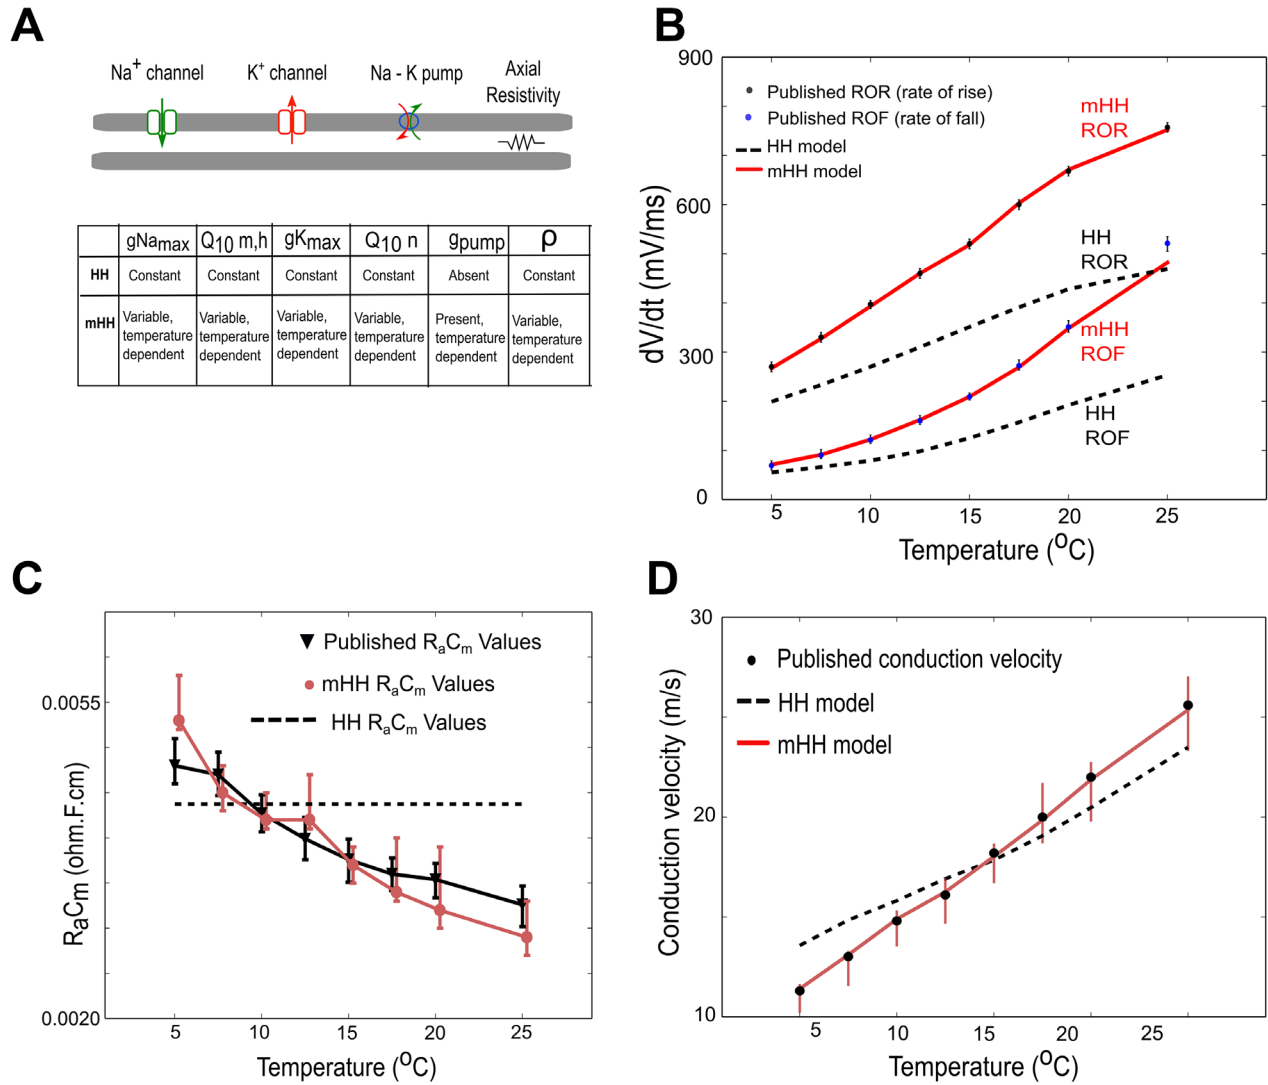 A
Na+ channel
K+ channel
Na - K pump
Axial
Resistivity
gNamax
Q10 m,h
gKmax
Q10 n
gpump
ρ
HH
Constant
Constant
Constant
Constant
Absent
Constant
mHH
Variable,
temperature
dependent
Variable,
temperature
dependent
Variable,
temperature
dependent
Variable,
temperature
dependent
Present,
temperature
dependent
Variable,
temperature
dependent
B
900
600
300
0
dV/dt (mV/ms)
Published ROR (rate of rise)
Published ROF (rate of fall)
HH model
mHH model
mHH
ROR
HH
ROR
mHH
ROF
HH
ROF
5
10
15
20
25
Temperature (oC)
C
0.0055
0.0020
RaCm (ohm.F.cm)
Published RaCm Values
mHH RaCm Values
HH RaCm Values
5
10
15
20
25
Temperature (oC)
D
30
20
10
Conduction velocity (m/s)
Published conduction velocity
HH model
mHH model
5
10
15
20
25
Temperature (oC)